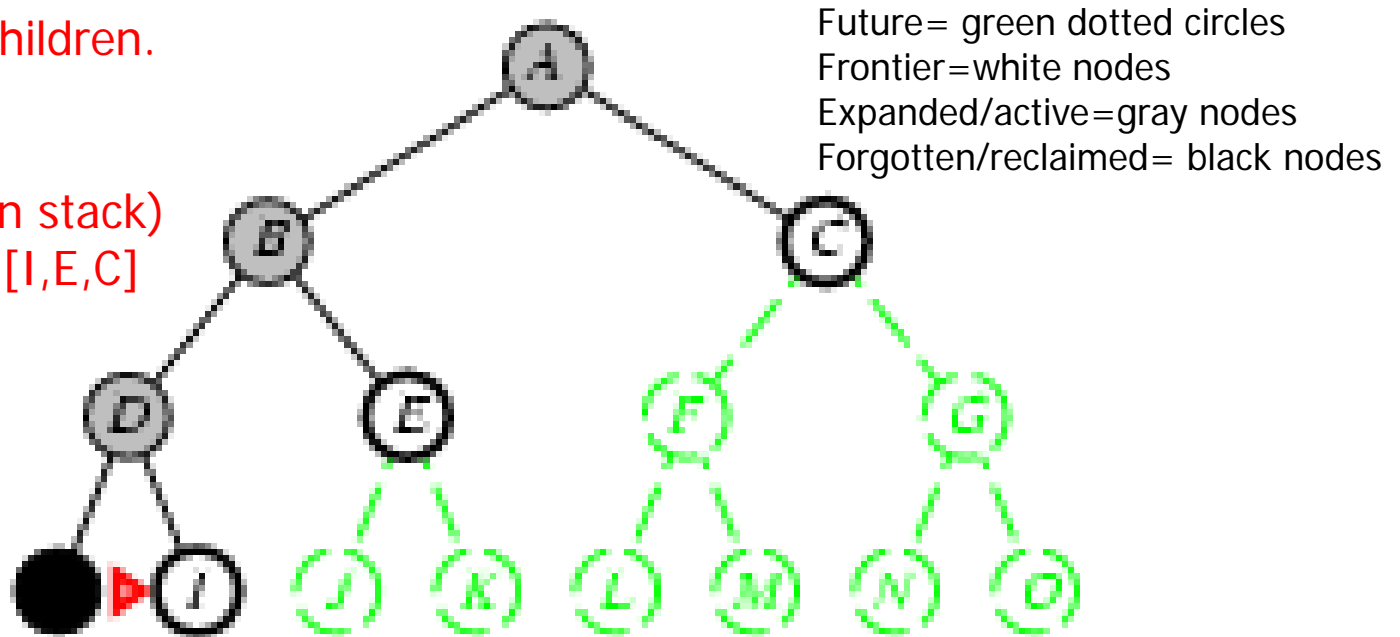 hildren.
n stack)
[I,E,C]
Future= green dotted circles
Frontier=white nodes
Expanded/active=gray nodes
Forgotten/reclaimed= black nodes
A
B
C
D
E
F
G
I
J
K
L
M
N
O